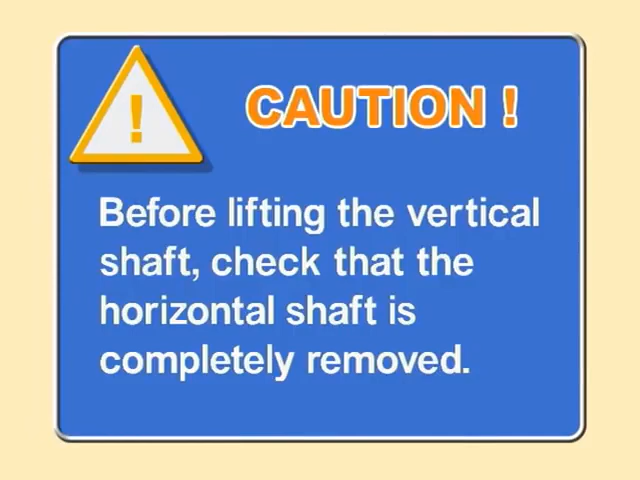 CAUTION !
Before lifting the vertical
shaft, check that the
horizontal shaft is
completely removed.